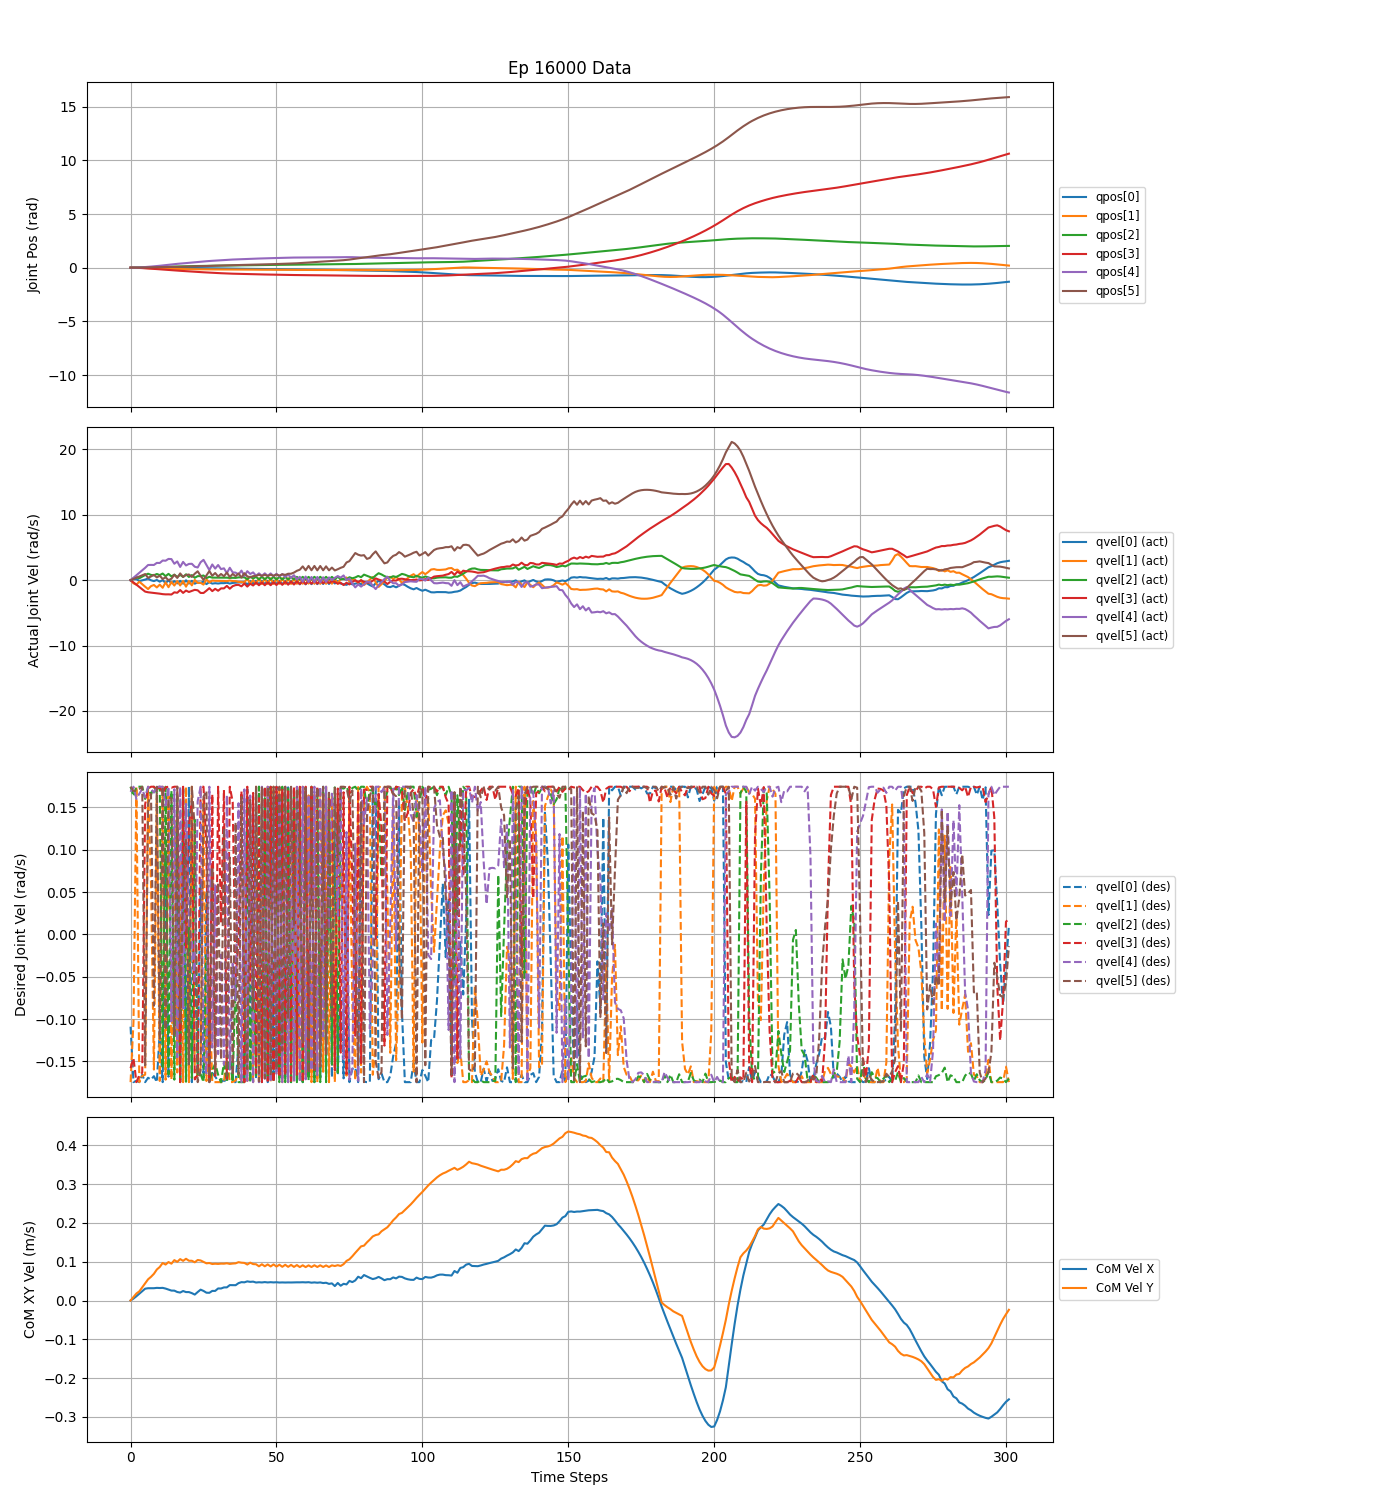 Ep 16000 Data
Joint Pos (rad)
15
10
5
0
−5
−10
qpos[0]
qpos[1]
qpos[2]
qpos[3]
qpos[4]
qpos[5]
Actual Joint Vel (rad/s)
20
10
0
−10
−20
qvel[0] (act)
qvel[1] (act)
qvel[2] (act)
qvel[3] (act)
qvel[4] (act)
qvel[5] (act)
Desired Joint Vel (rad/s)
0.15
0.10
0.05
0.00
−0.05
−0.10
−0.15
qvel[0] (des)
qvel[1] (des)
qvel[2] (des)
qvel[3] (des)
qvel[4] (des)
qvel[5] (des)
CoM XY Vel (m/s)
0.4
0.3
0.2
0.1
0.0
−0.1
−0.2
−0.3
CoM Vel X
CoM Vel Y
0 50 100 150 200 250 300
Time Steps